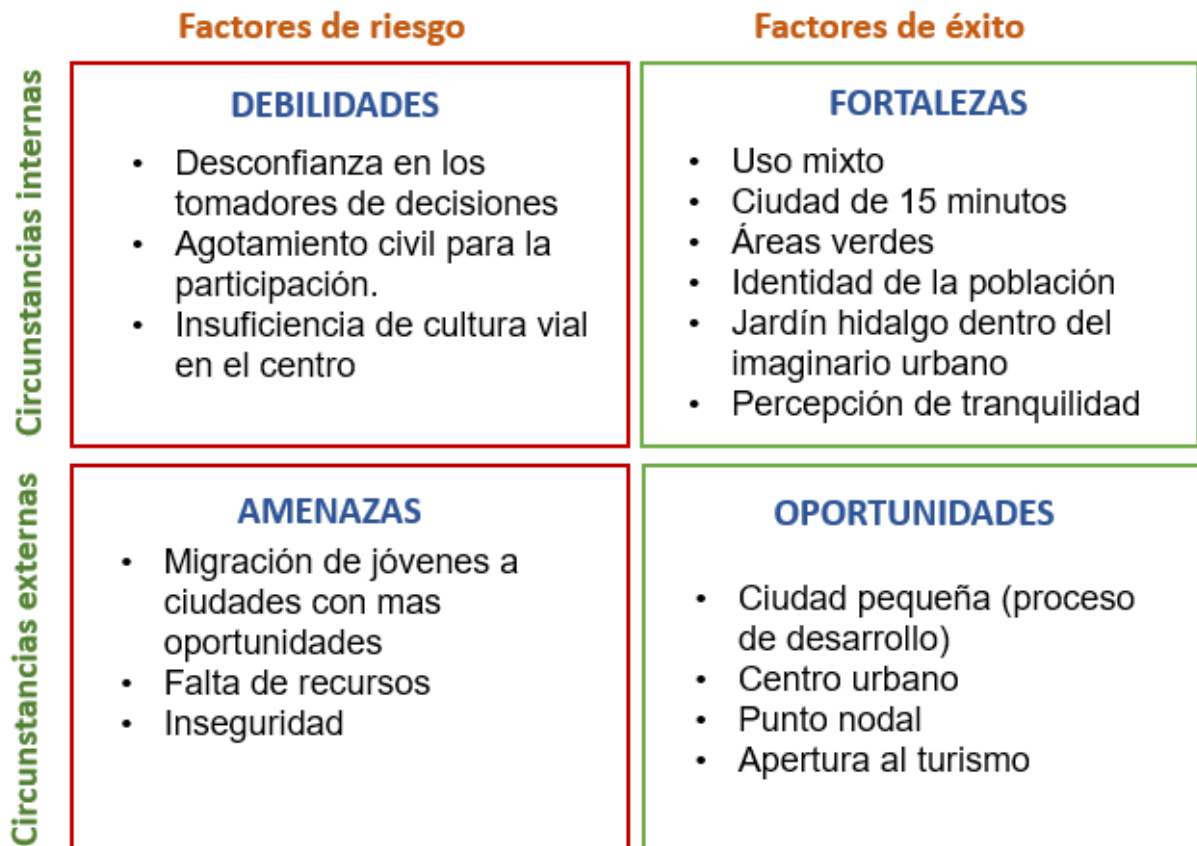 Factores de riesgo
Factores de éxito
Circunstancias internas
DEBILIDADES
• Desconfianza en los
tomadores de decisiones
• Agotamiento civil para la
participación.
• Insuficiencia de cultura vial
en el centro
FORTALEZAS
• Uso mixto
• Ciudad de 15 minutos
• Áreas verdes
• Identidad de la población
• Jardín hidalgo dentro del
imaginario urbano
• Percepción de tranquilidad
Circunstancias externas
AMENAZAS
• Migración de jóvenes a
ciudades con mas
oportunidades
• Falta de recursos
• Inseguridad
OPORTUNIDADES
• Ciudad pequeña (proceso
de desarrollo)
• Centro urbano
• Punto nodal
• Apertura al turismo